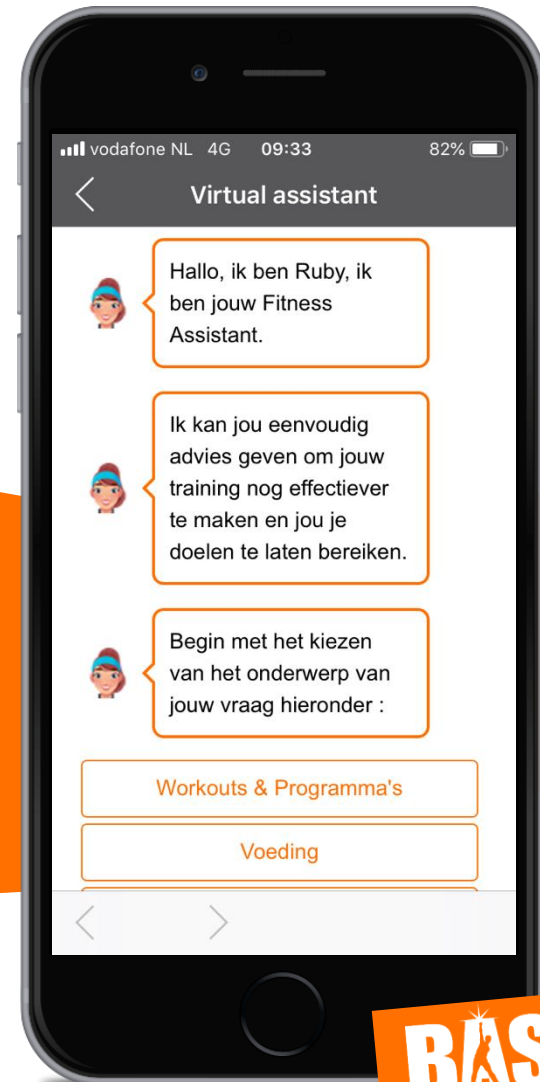 vodafone NL 4G 09:33 82%
Virtual assistant
Hallo, ik ben Ruby, ik
ben jouw Fitness
Assistant.
Ik kan jou eenvoudig
advies geven om jouw
training nog effectiever
te maken en jou je
doelen te laten bereiken.
Begin met het kiezen
van het onderwerp van
jouw vraag hieronder :
Workouts & Programma's
Voeding
BAS